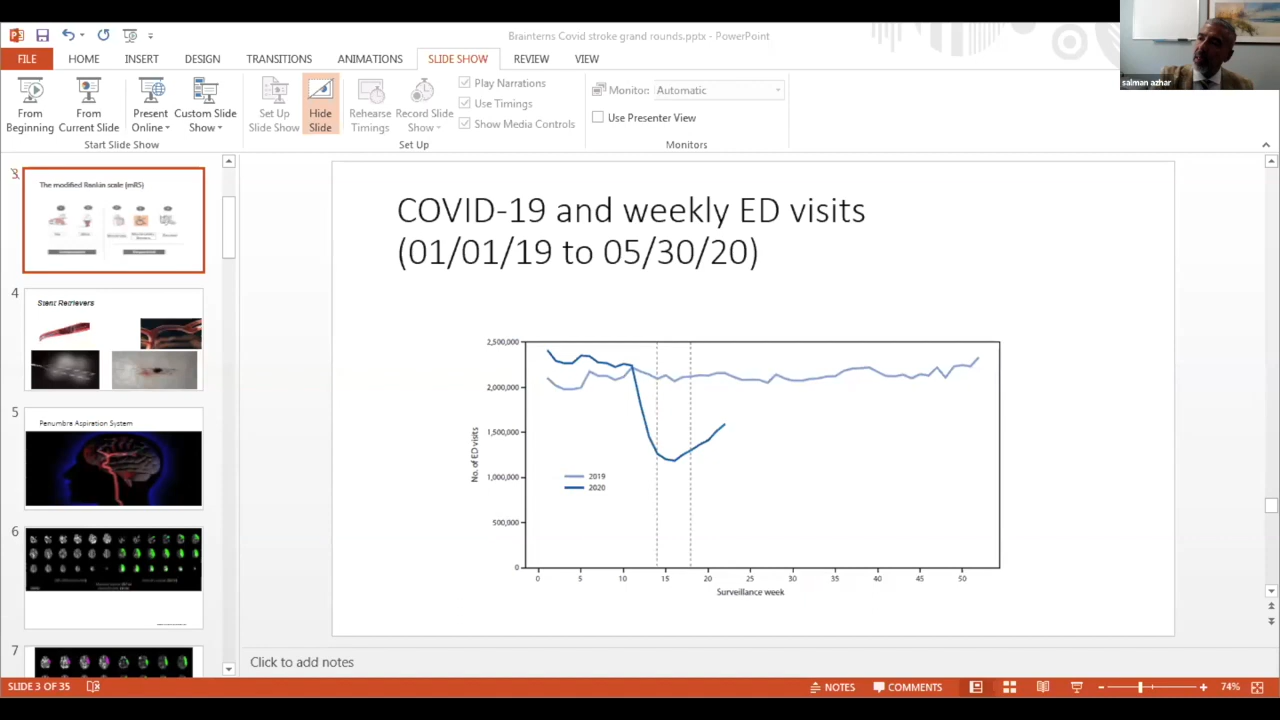 Brainterns Covid stroke grand rounds.pptx - PowerPoint
salman azhar
FILE HOME INSERT DESIGN TRANSITIONS ANIMATIONS SLIDE SHOW REVIEW VIEW
From Beginning
From Current Slide
Present Online
Custom Slide Show
Start Slide Show
Set Up Slide Show
Hide Slide
Rehearse Timings
Record Slide Show
Play Narrations
Use Timings
Show Media Controls
Set Up
Monitor: Automatic
Use Presenter View
Monitors
3
The modified Rankin scale (mRS)
4
Stent Retrievers
5
Penumbra Aspiration System
6
7
COVID-19 and weekly ED visits
(01/01/19 to 05/30/20)
No. of ED visits
2,500,000
2,000,000
1,500,000
1,000,000
500,000
0
2019
2020
0 5 10 15 20 25 30 35 40 45 50
Surveillance week
Click to add notes
SLIDE 3 OF 35
NOTES
COMMENTS
74%